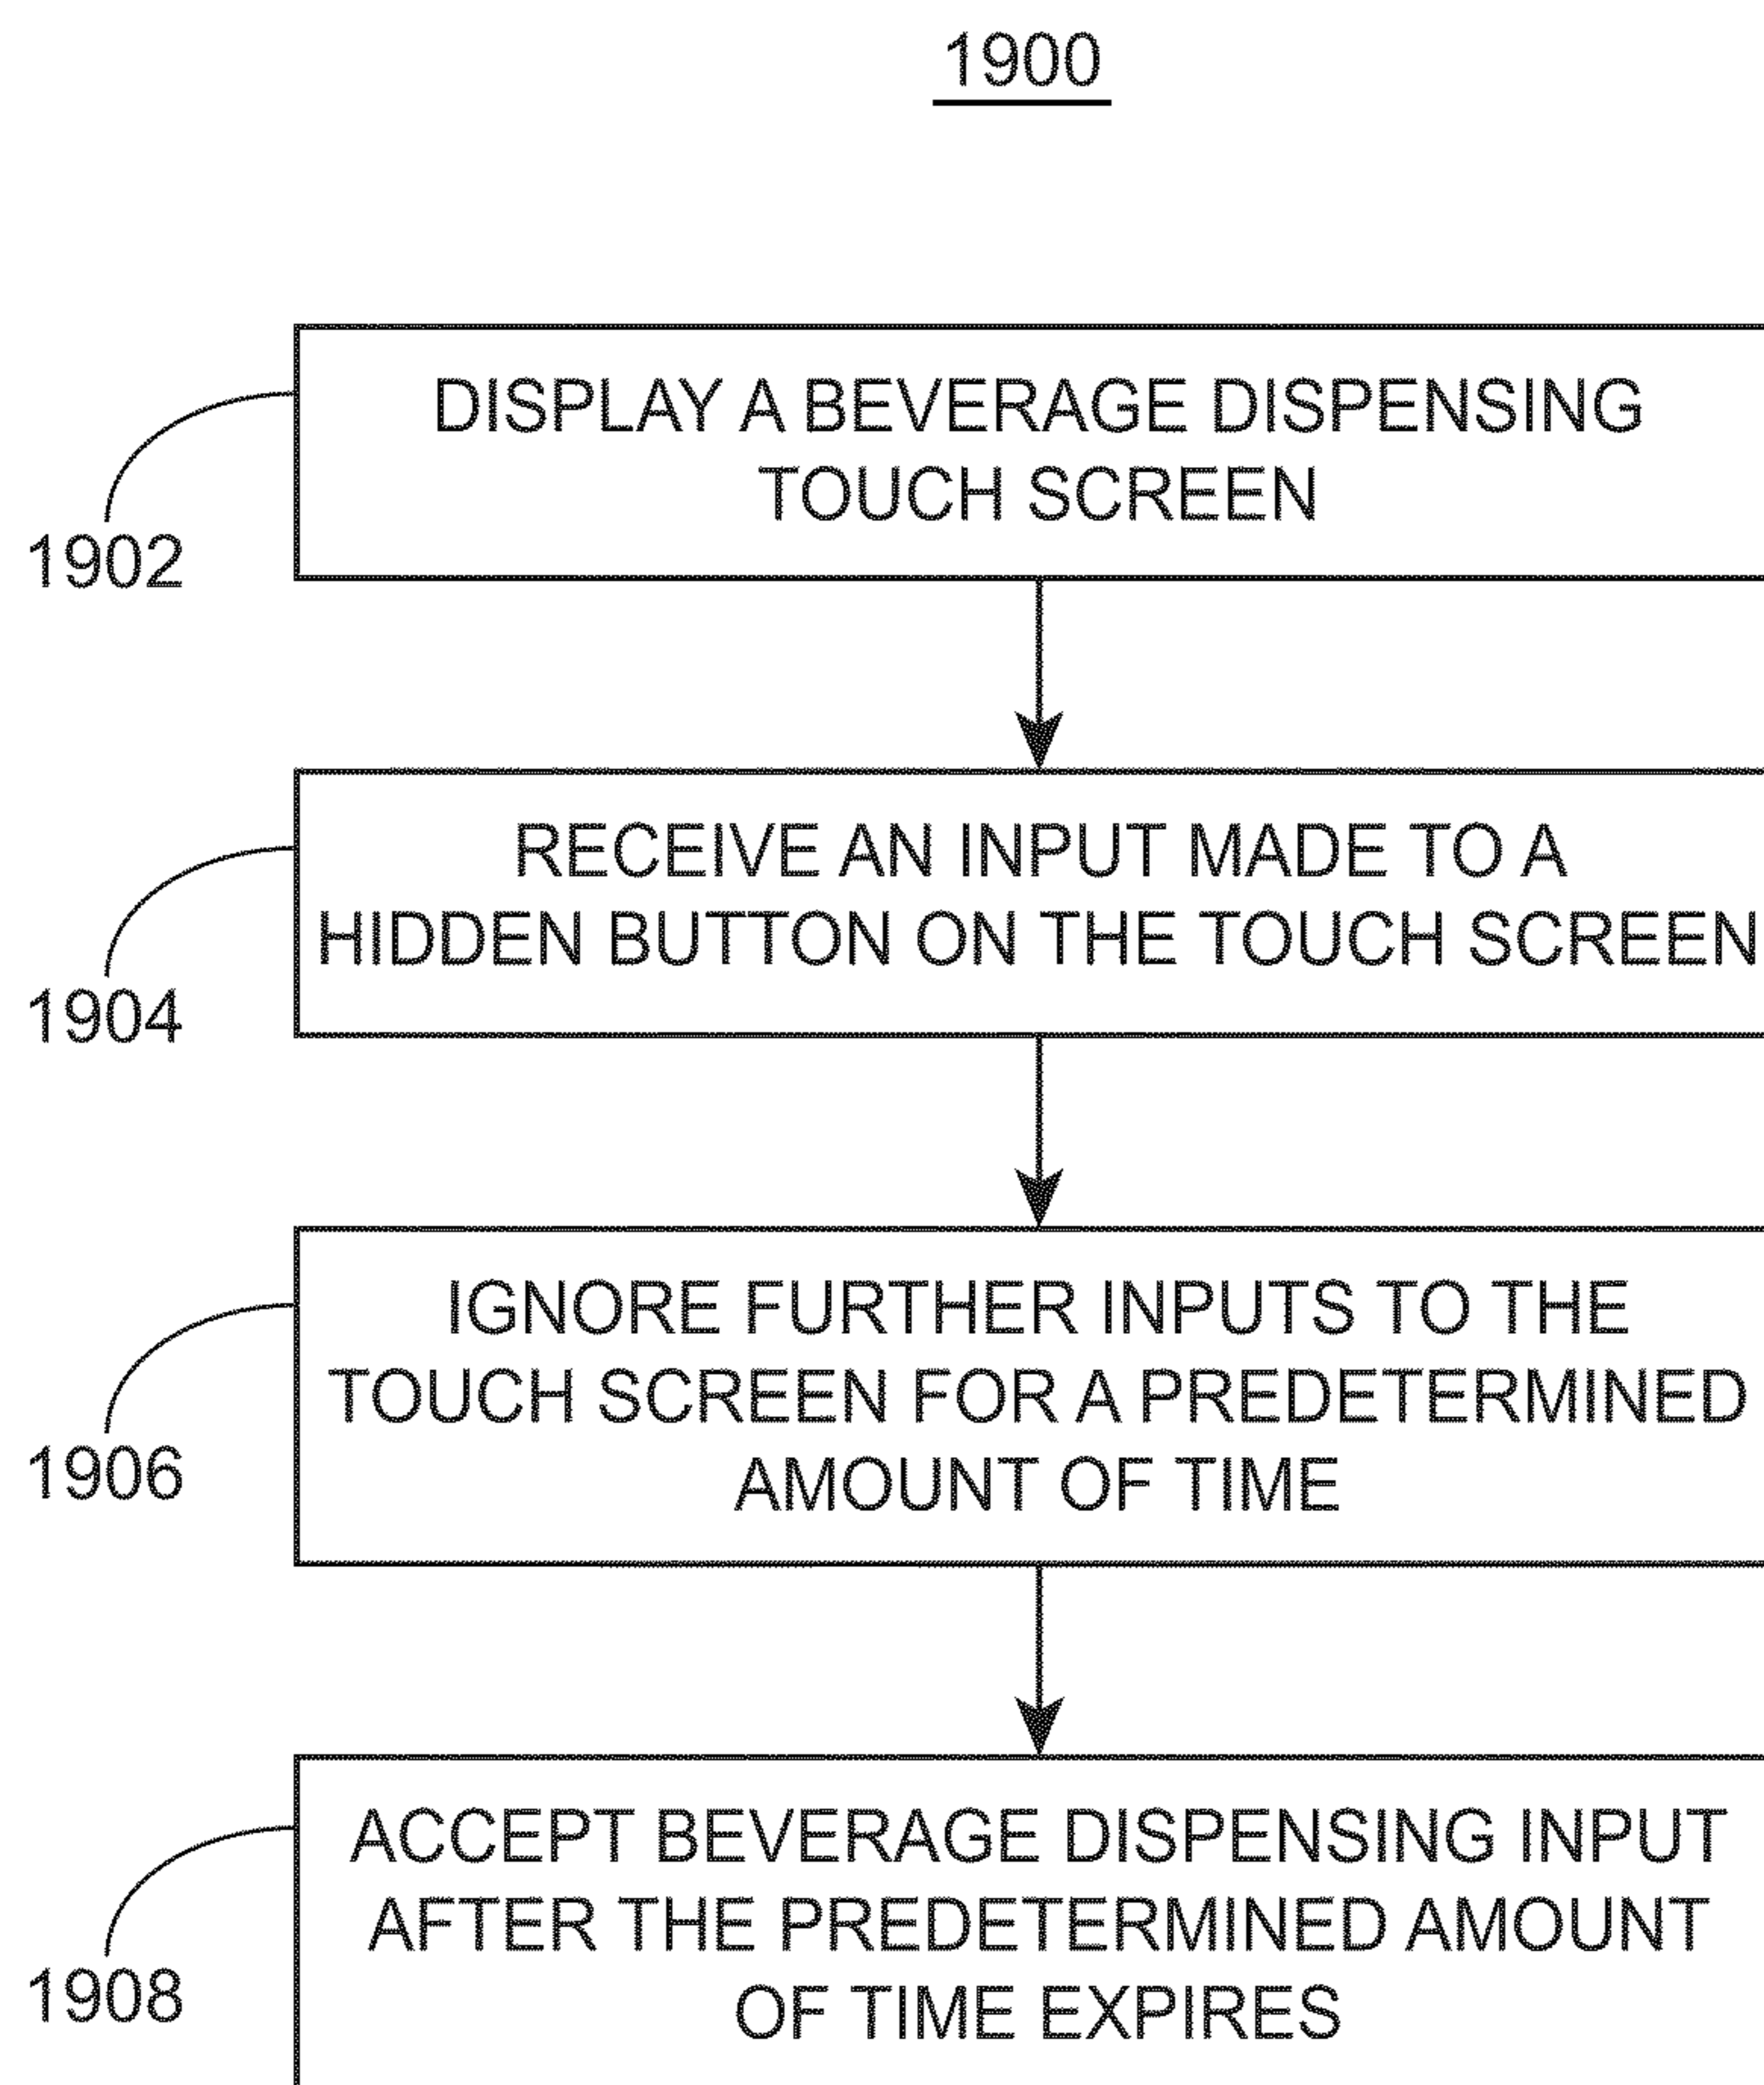 1900
DISPLAY A BEVERAGE DISPENSING
TOUCH SCREEN
1902
RECEIVE AN INPUT MADE TO A
HIDDEN BUTTON ON THE TOUCH SCREEN
1904
IGNORE FURTHER INPUTS TO THE
TOUCH SCREEN FOR A PREDETERMINED
AMOUNT OF TIME
1906
ACCEPT BEVERAGE DISPENSING INPUT
AFTER THE PREDETERMINED AMOUNT
OF TIME EXPIRES
1908